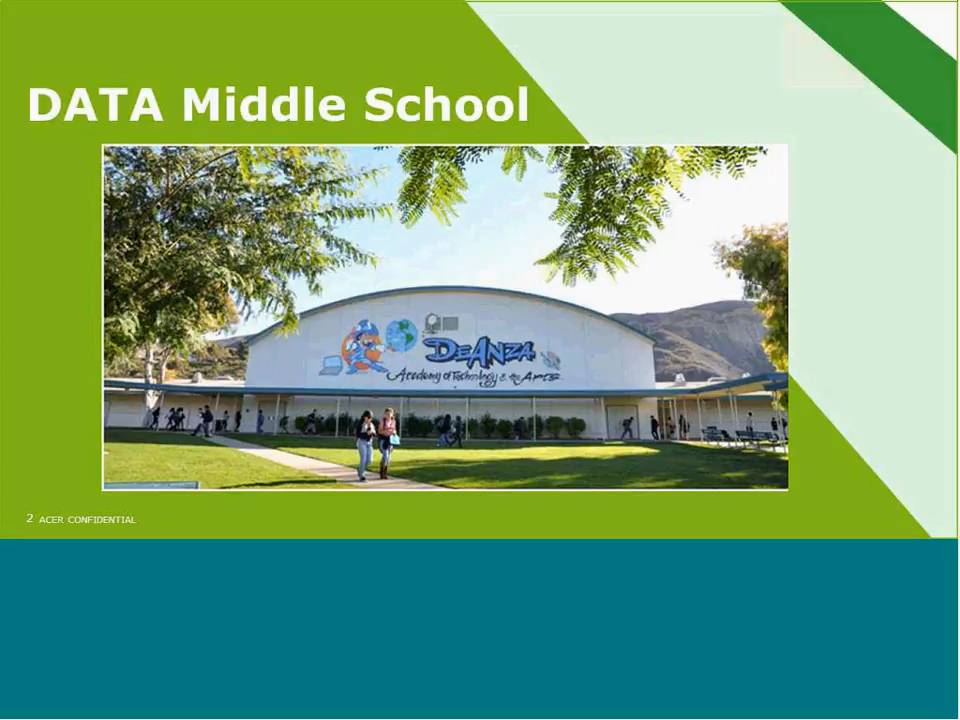 DATA Middle School
DEANZA
Academy of Technology & the ARTS
2 ACER CONFIDENTIAL